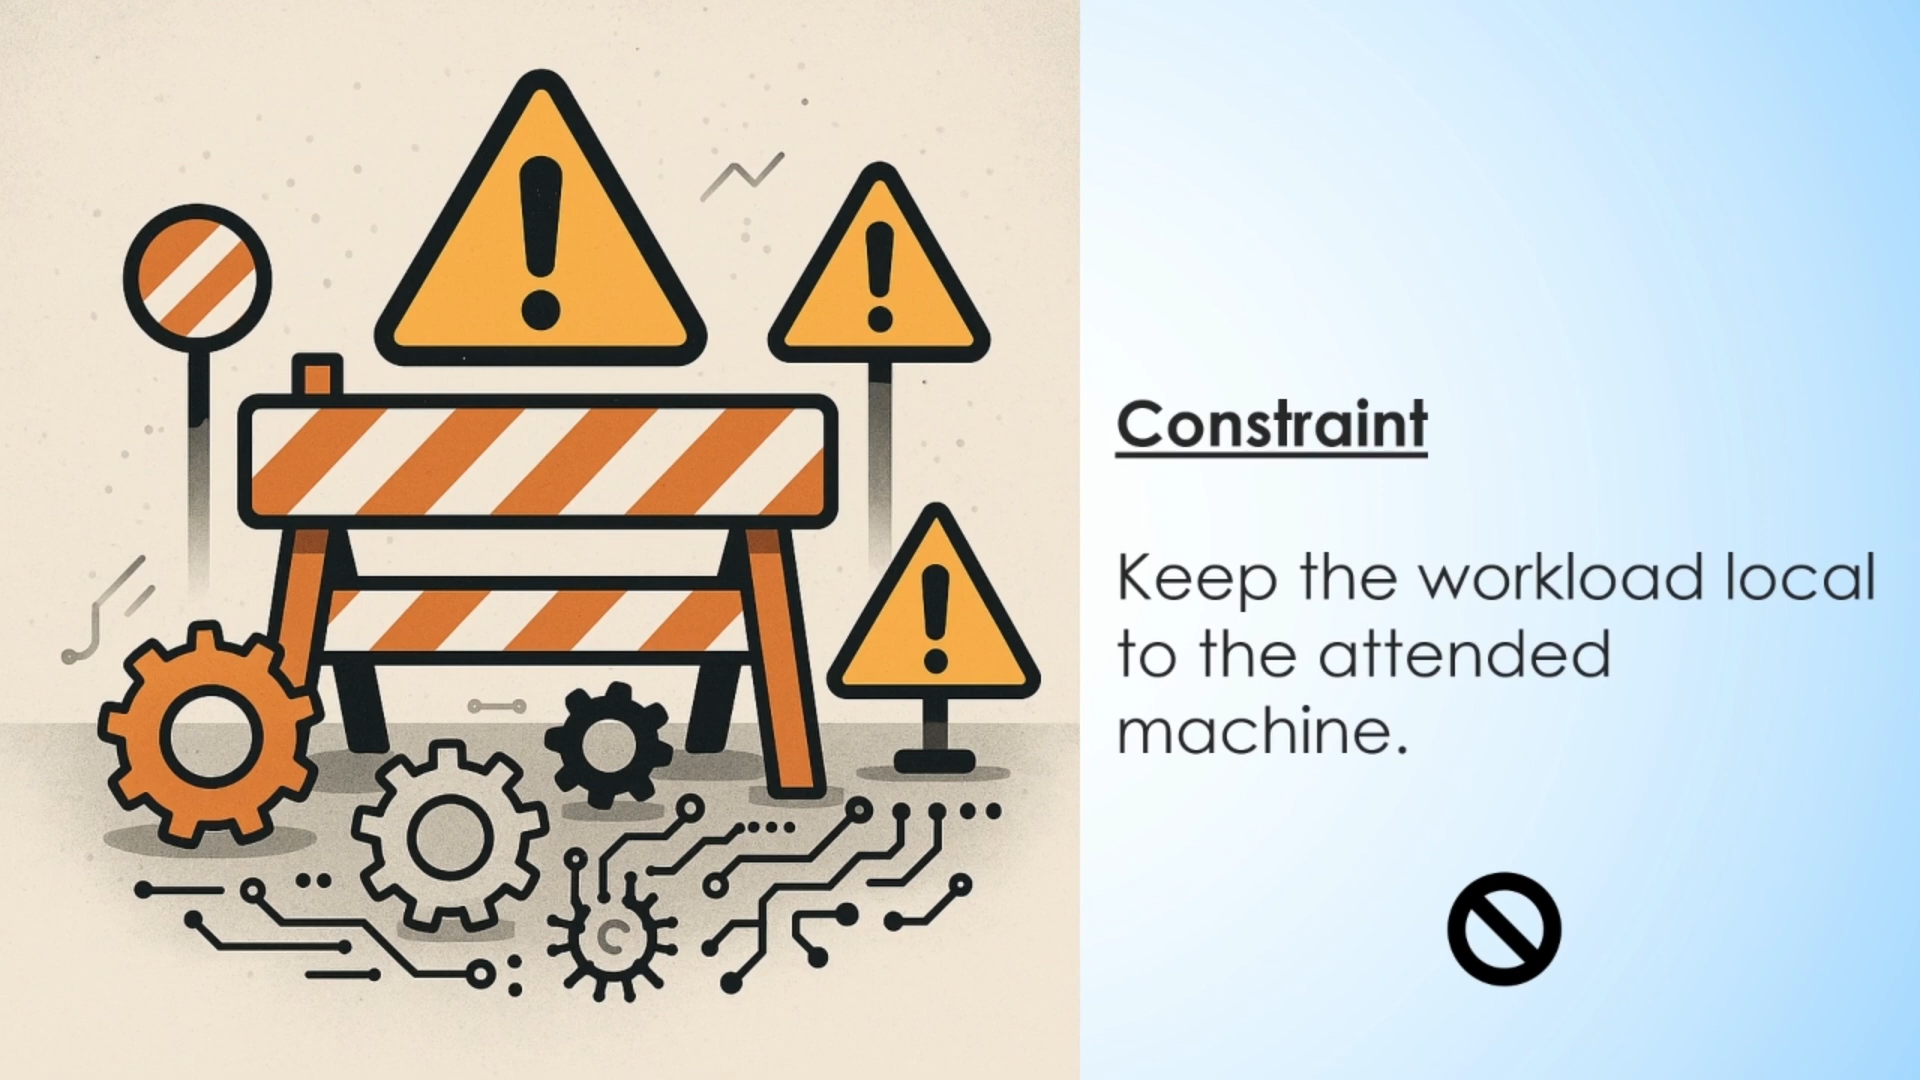 Constraint
Keep the workload local
to the attended
machine.